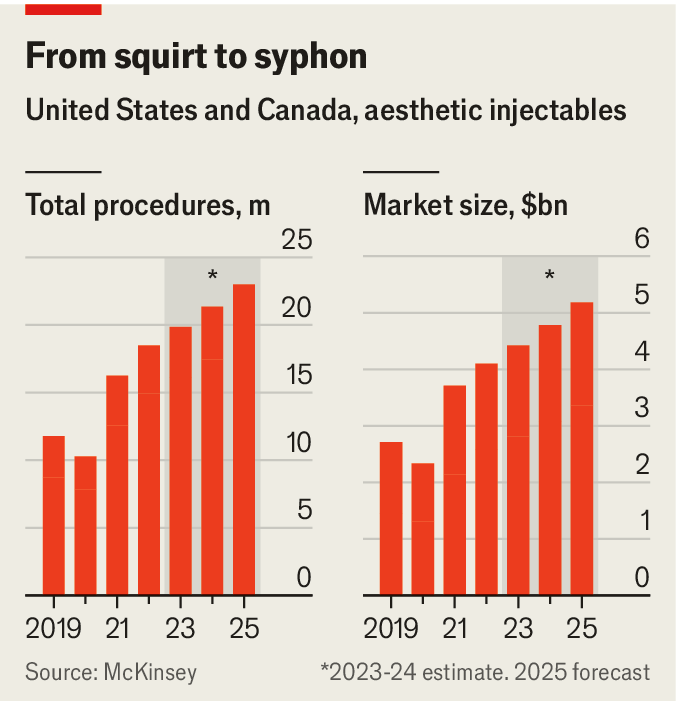 From squirt to syphon
United States and Canada, aesthetic injectables
Total procedures, m
25
*
20
15
10
5
0
2019 21 23 25
Market size, $bn
6
*
5
4
3
2
1
0
2019 21 23 25
Source: McKinsey
*2023-24 estimate. 2025 forecast